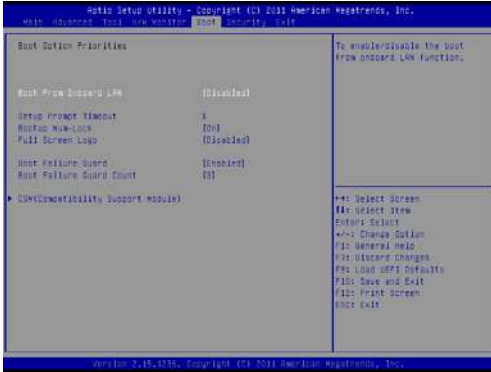 Aptio Setup Utility - Copyright (C) 2011 American Megatrends, Inc.
Main Advanced Tool H/W Monitor Boot Security Exit
Boot Option Priorities
Boot From Onboard LAN [Disabled]
Setup Prompt Timeout
Bootup Num-Lock [On]
Full Screen Logo [Disabled]
Boot Failure Guard [Enabled]
Boot Failure Guard Count [3]
CSM(Compatibility Support Module)
To enable/disable the boot
from onboard LAN function.
Select Screen
Select Item
Enter: Select
+/-: Change Option
F1: General Help
F7: Discard Changes
F9: Load UEFI Defaults
F10: Save and Exit
F12: Print Screen
ESC: Exit
Version 2.15.1236. Copyright (C) 2011 American Megatrends, Inc.